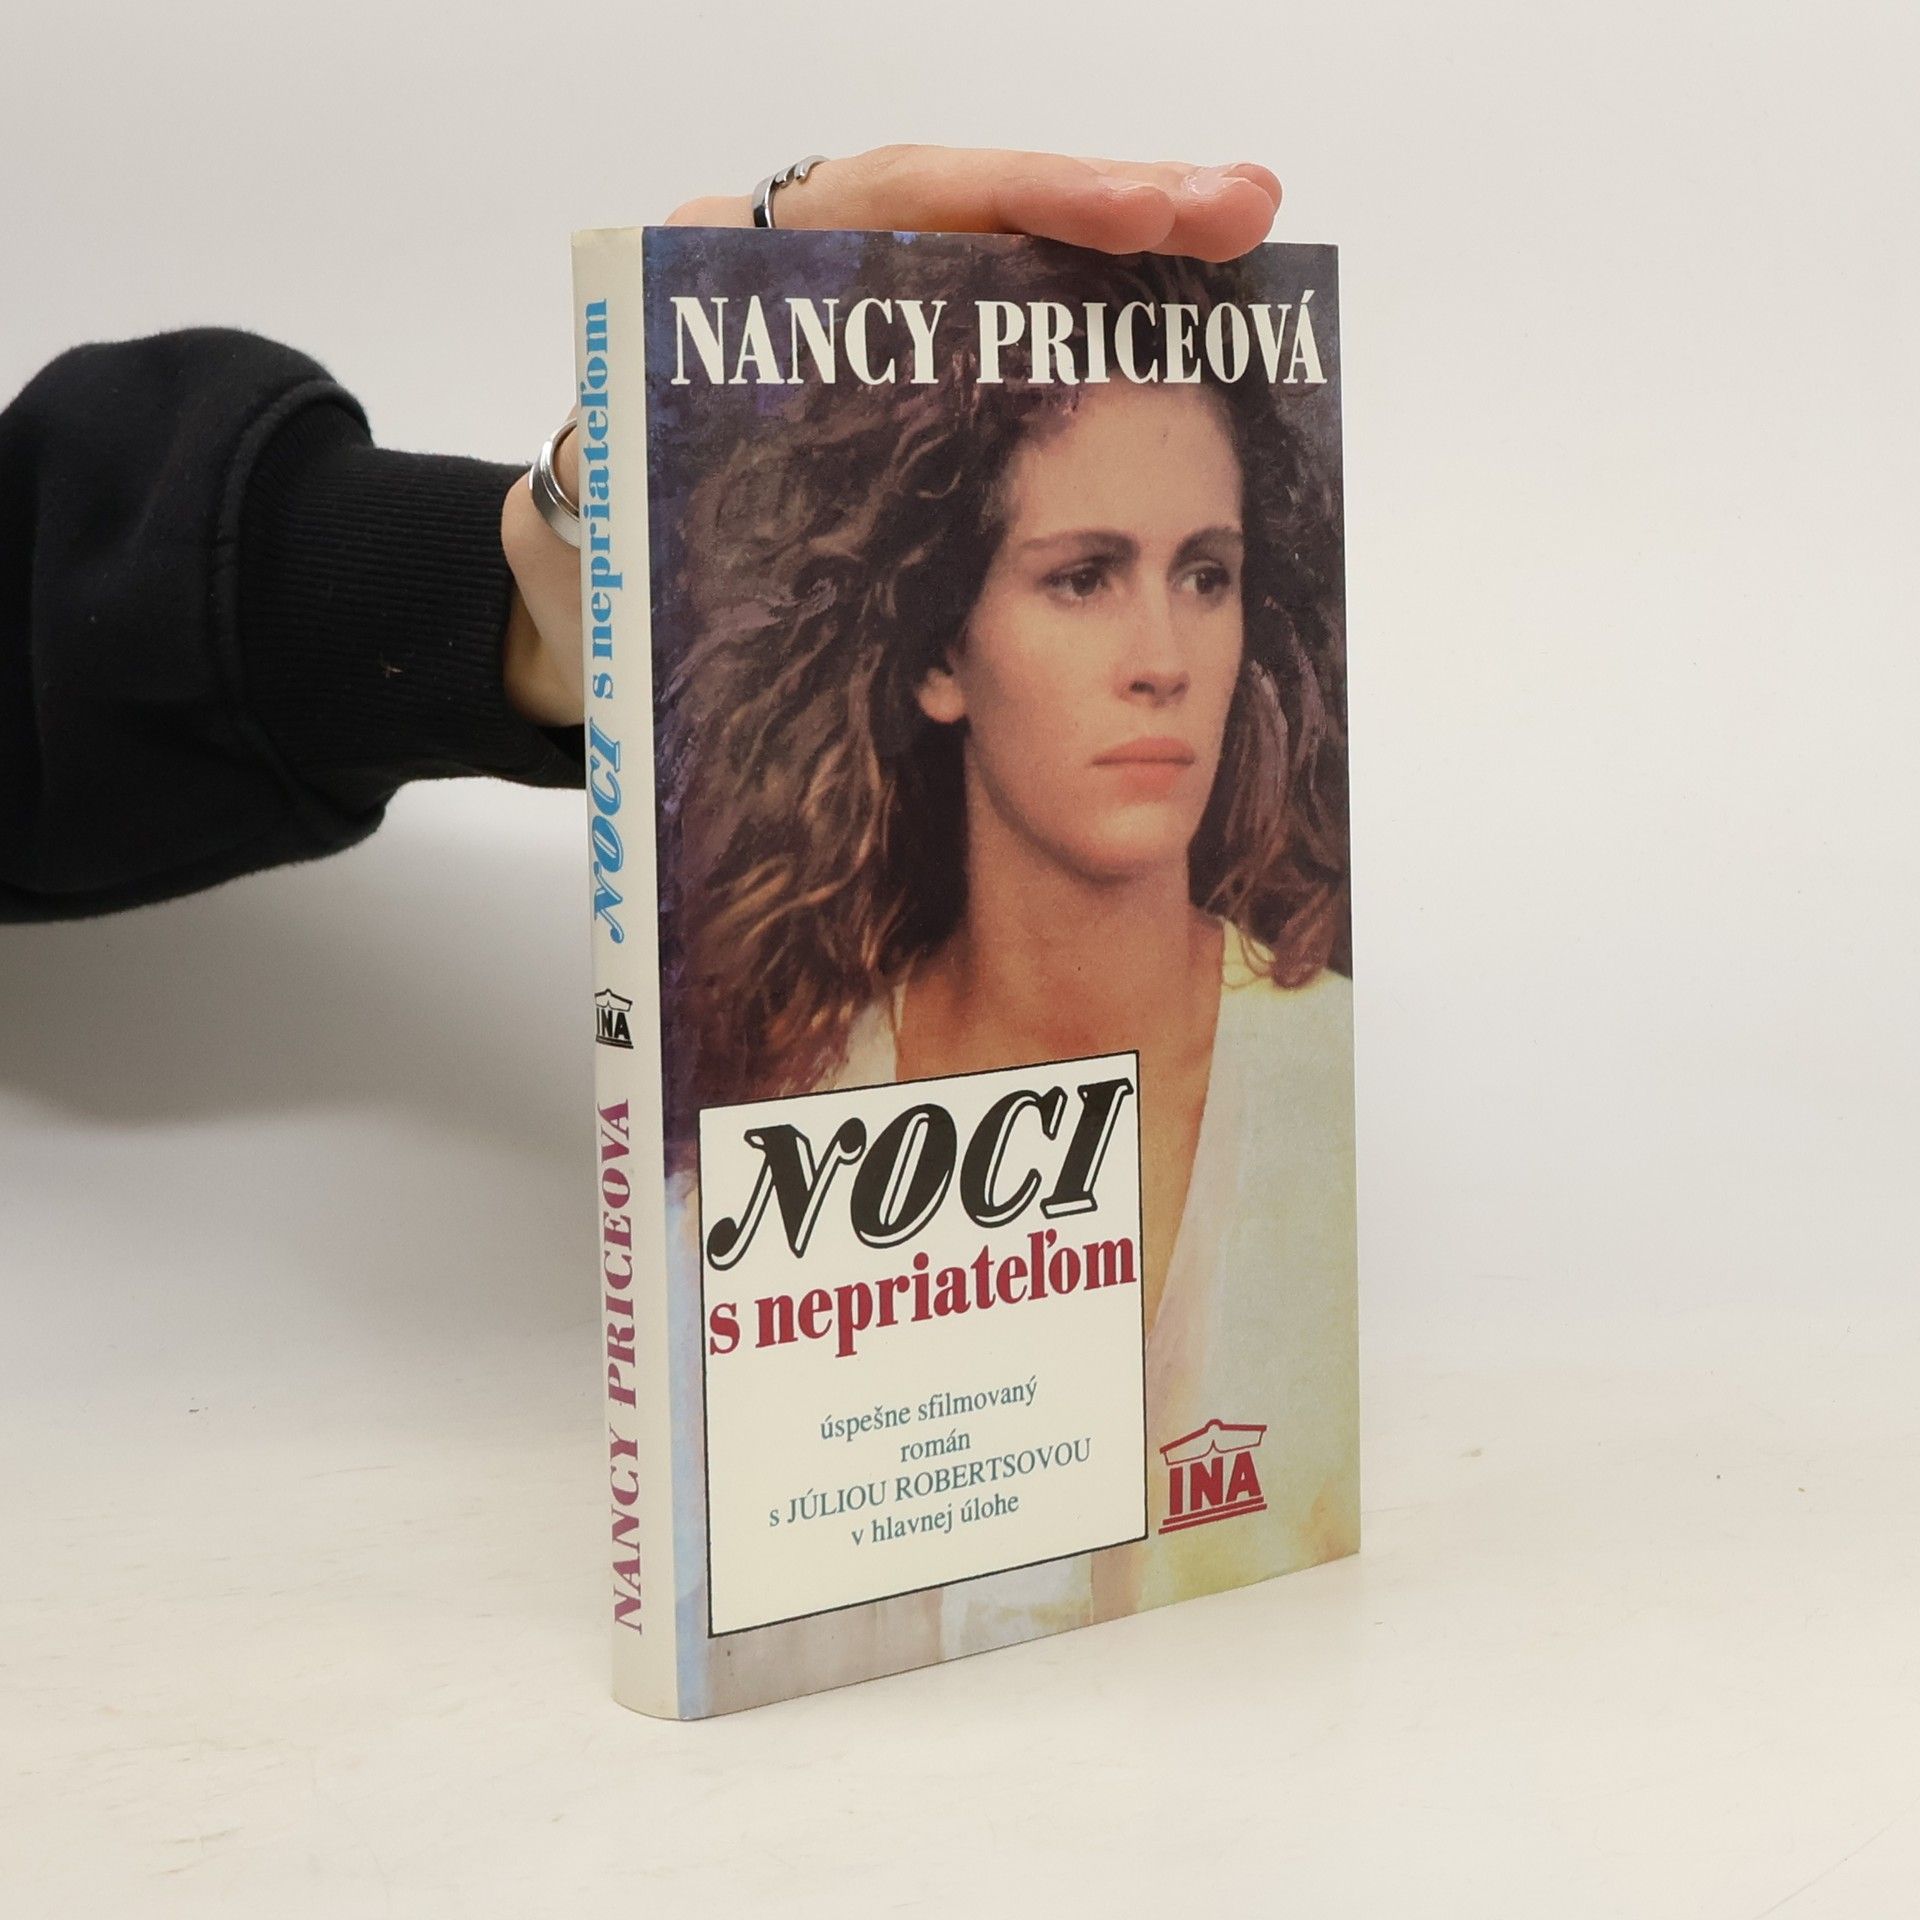 NANCY PRICEOVÁ
NOCI
s nepriateľom
úspešne sfilmovaný
román
s JÚLIOU ROBERTSOVOU
v hlavnej úlohe
INA
NANCY PRICEOVÁ
INA
NOCI s nepriateľom